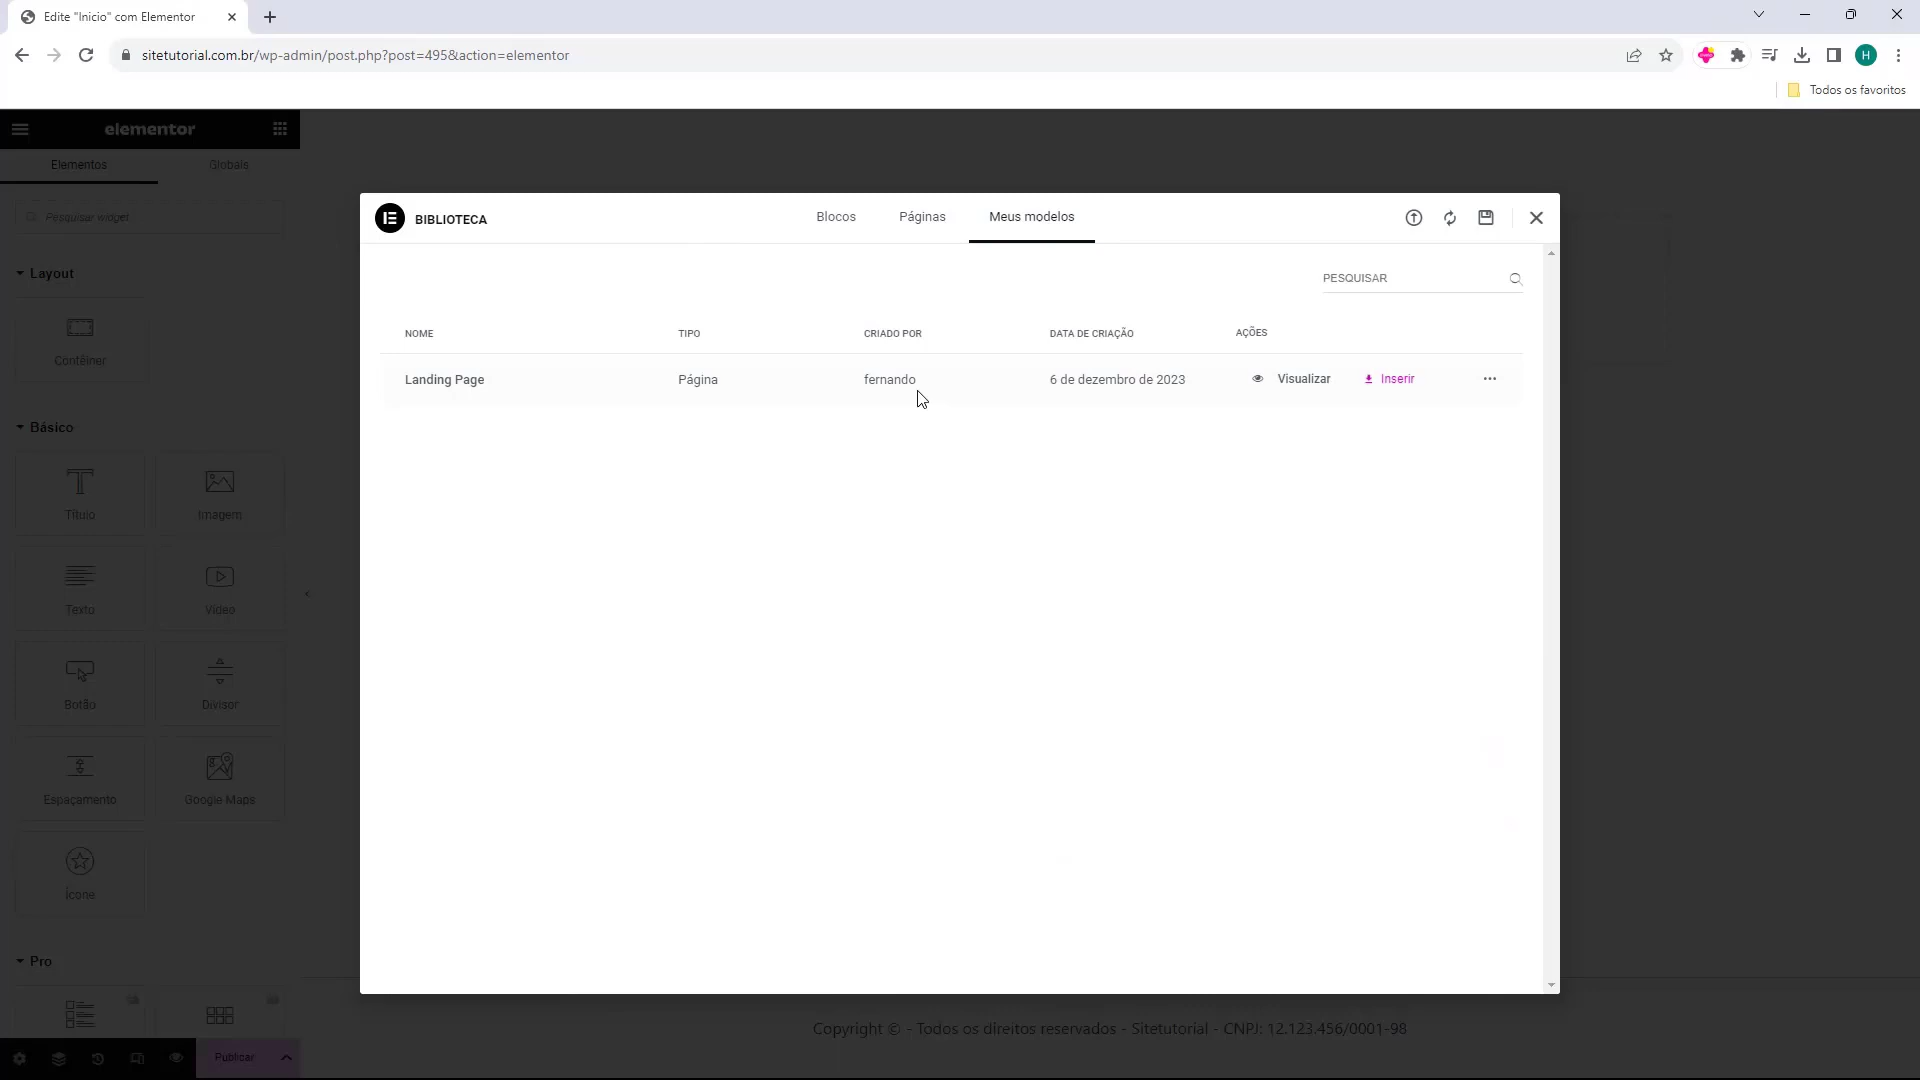 Edite "Inicio" com Elementor
sitetutorial.com.br/wp-admin/post.php?post=495&action=elementor
H
Todos os favoritos
elementor
Elementos Globais
Pesquisar widget
Layout
Contêiner
Básico
Título Imagem
Texto Vídeo
Botão Divisor
Espaçamento Google Maps
Ícone
Pro
Publicar
BIBLIOTECA Blocos Páginas Meus modelos
PESQUISAR
NOME TIPO CRIADO POR DATA DE CRIAÇÃO AÇÕES
Landing Page Página fernando 6 de dezembro de 2023 Visualizar Inserir
Copyright © - Todos os direitos reservados - Sitetutorial - CNPJ: 12.123.456/0001-98